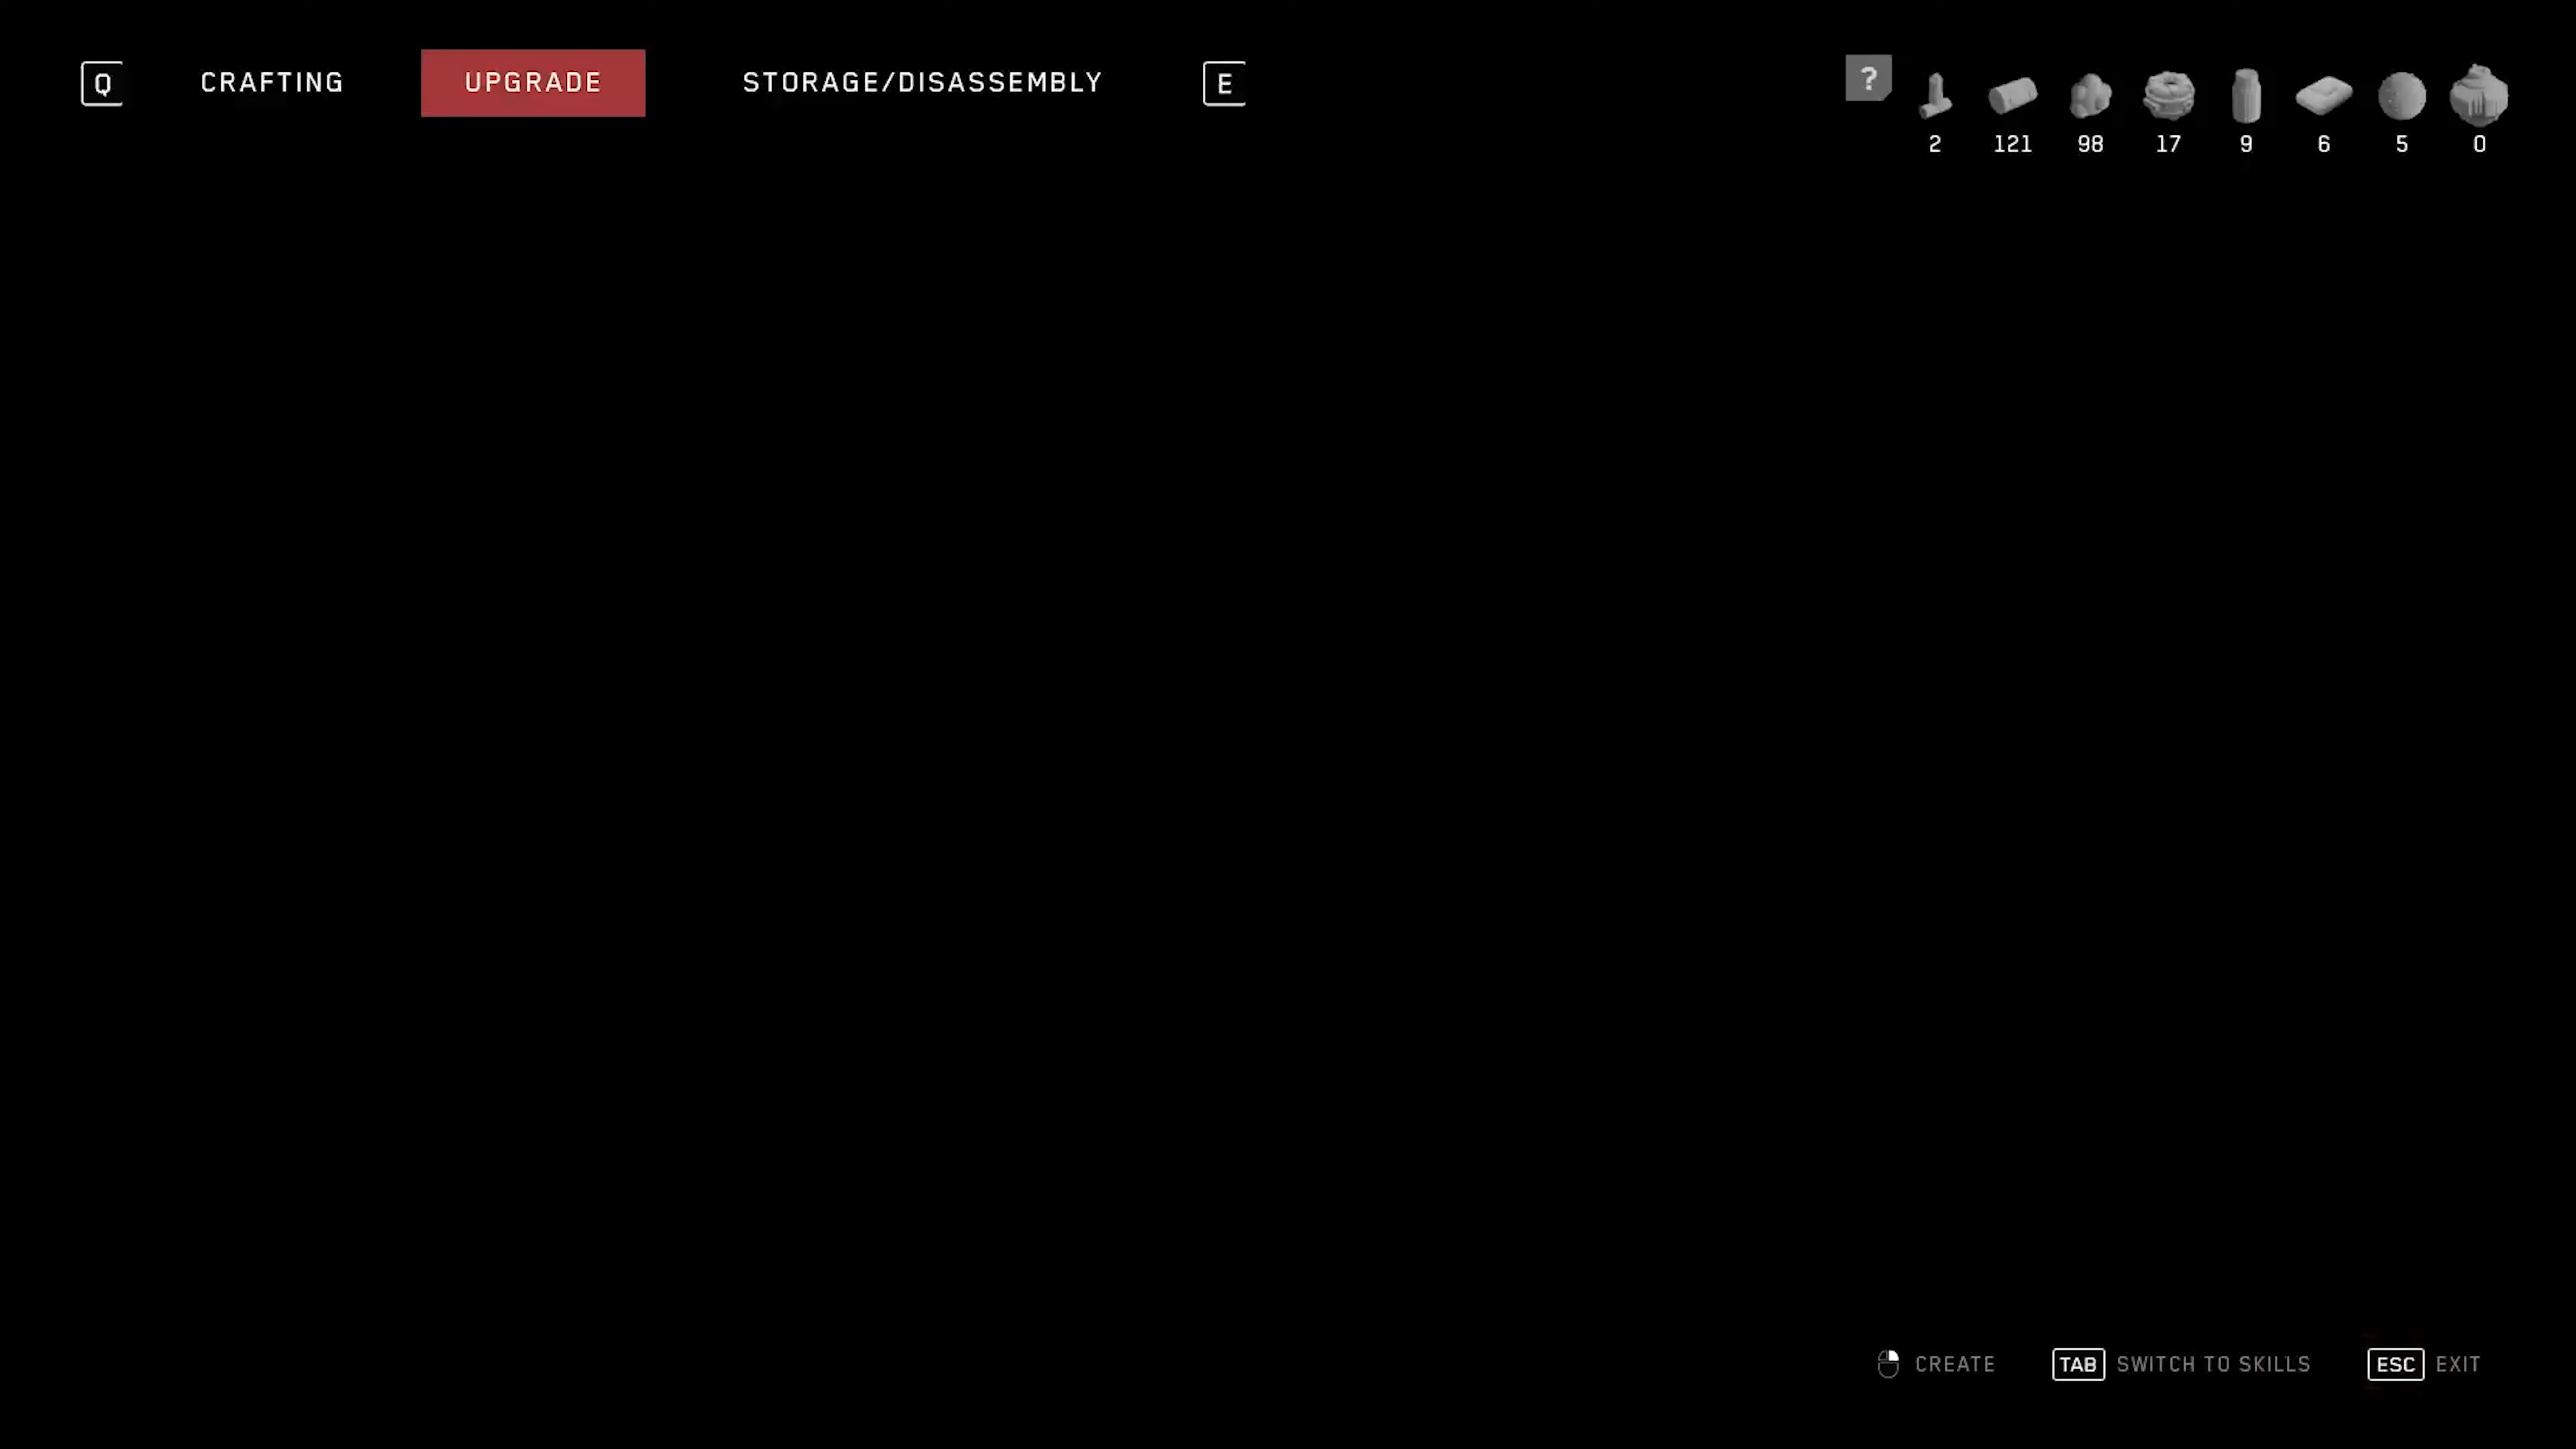 Q CRAFTING UPGRADE STORAGE/DISASSEMBLY E ?
2 121 98 17 9 6 5 0
CREATE TAB SWITCH TO SKILLS ESC EXIT